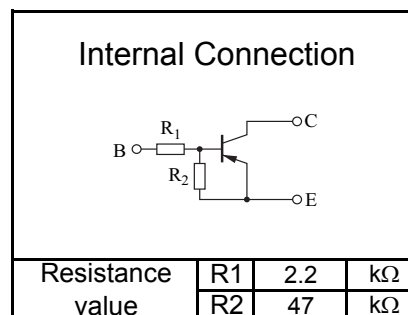 Internal Connection
C
R1
B
R2
E
Resistance value R1 2.2 kΩ
R2 47 kΩ